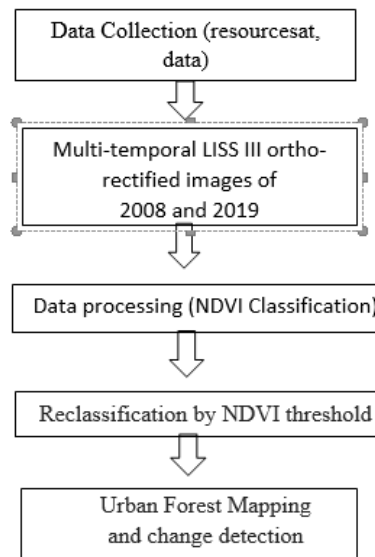 Data Collection (resourcesat,
data)
Multi-temporal LISS III ortho-
rectified images of
2008 and 2019
Data processing (NDVI Classification)
Reclassification by NDVI threshold
Urban Forest Mapping
and change detection